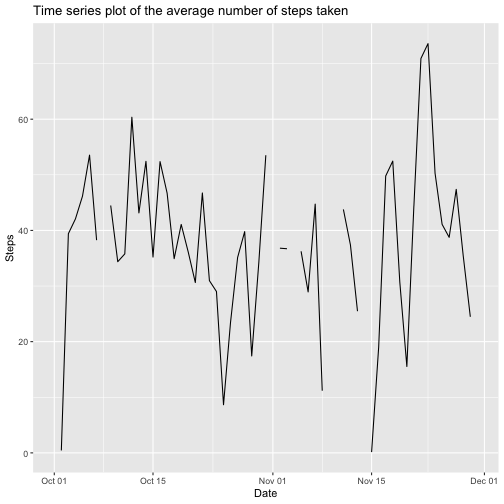 Time series plot of the average number of steps taken
60
40
20
0
Steps
Oct 01
Oct 15
Nov 01
Nov 15
Dec 01
Date